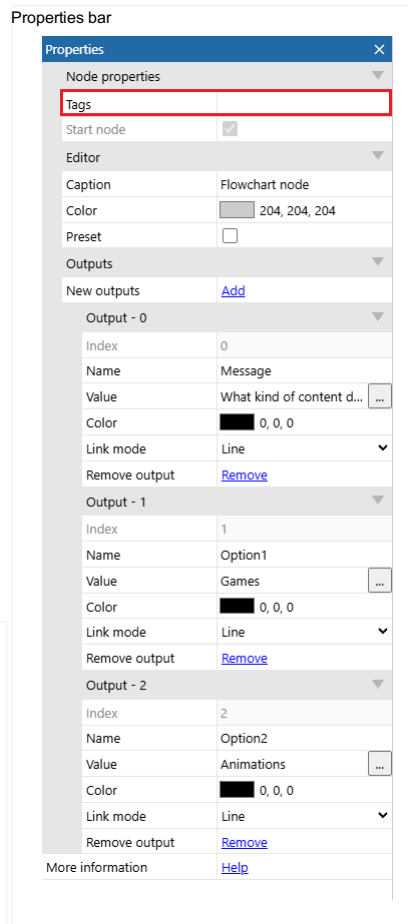 Properties bar
Properties
Node properties
Tags
Start node
Editor
Caption Flowchart node
Color 204, 204, 204
Preset
Outputs
New outputs Add
Output - 0
Index 0
Name Message
Value What kind of content d... ...
Color 0, 0, 0
Link mode Line
Remove output Remove
Output - 1
Index 1
Name Option1
Value Games ...
Color 0, 0, 0
Link mode Line
Remove output Remove
Output - 2
Index 2
Name Option2
Value Animations ...
Color 0, 0, 0
Link mode Line
Remove output Remove
More information Help